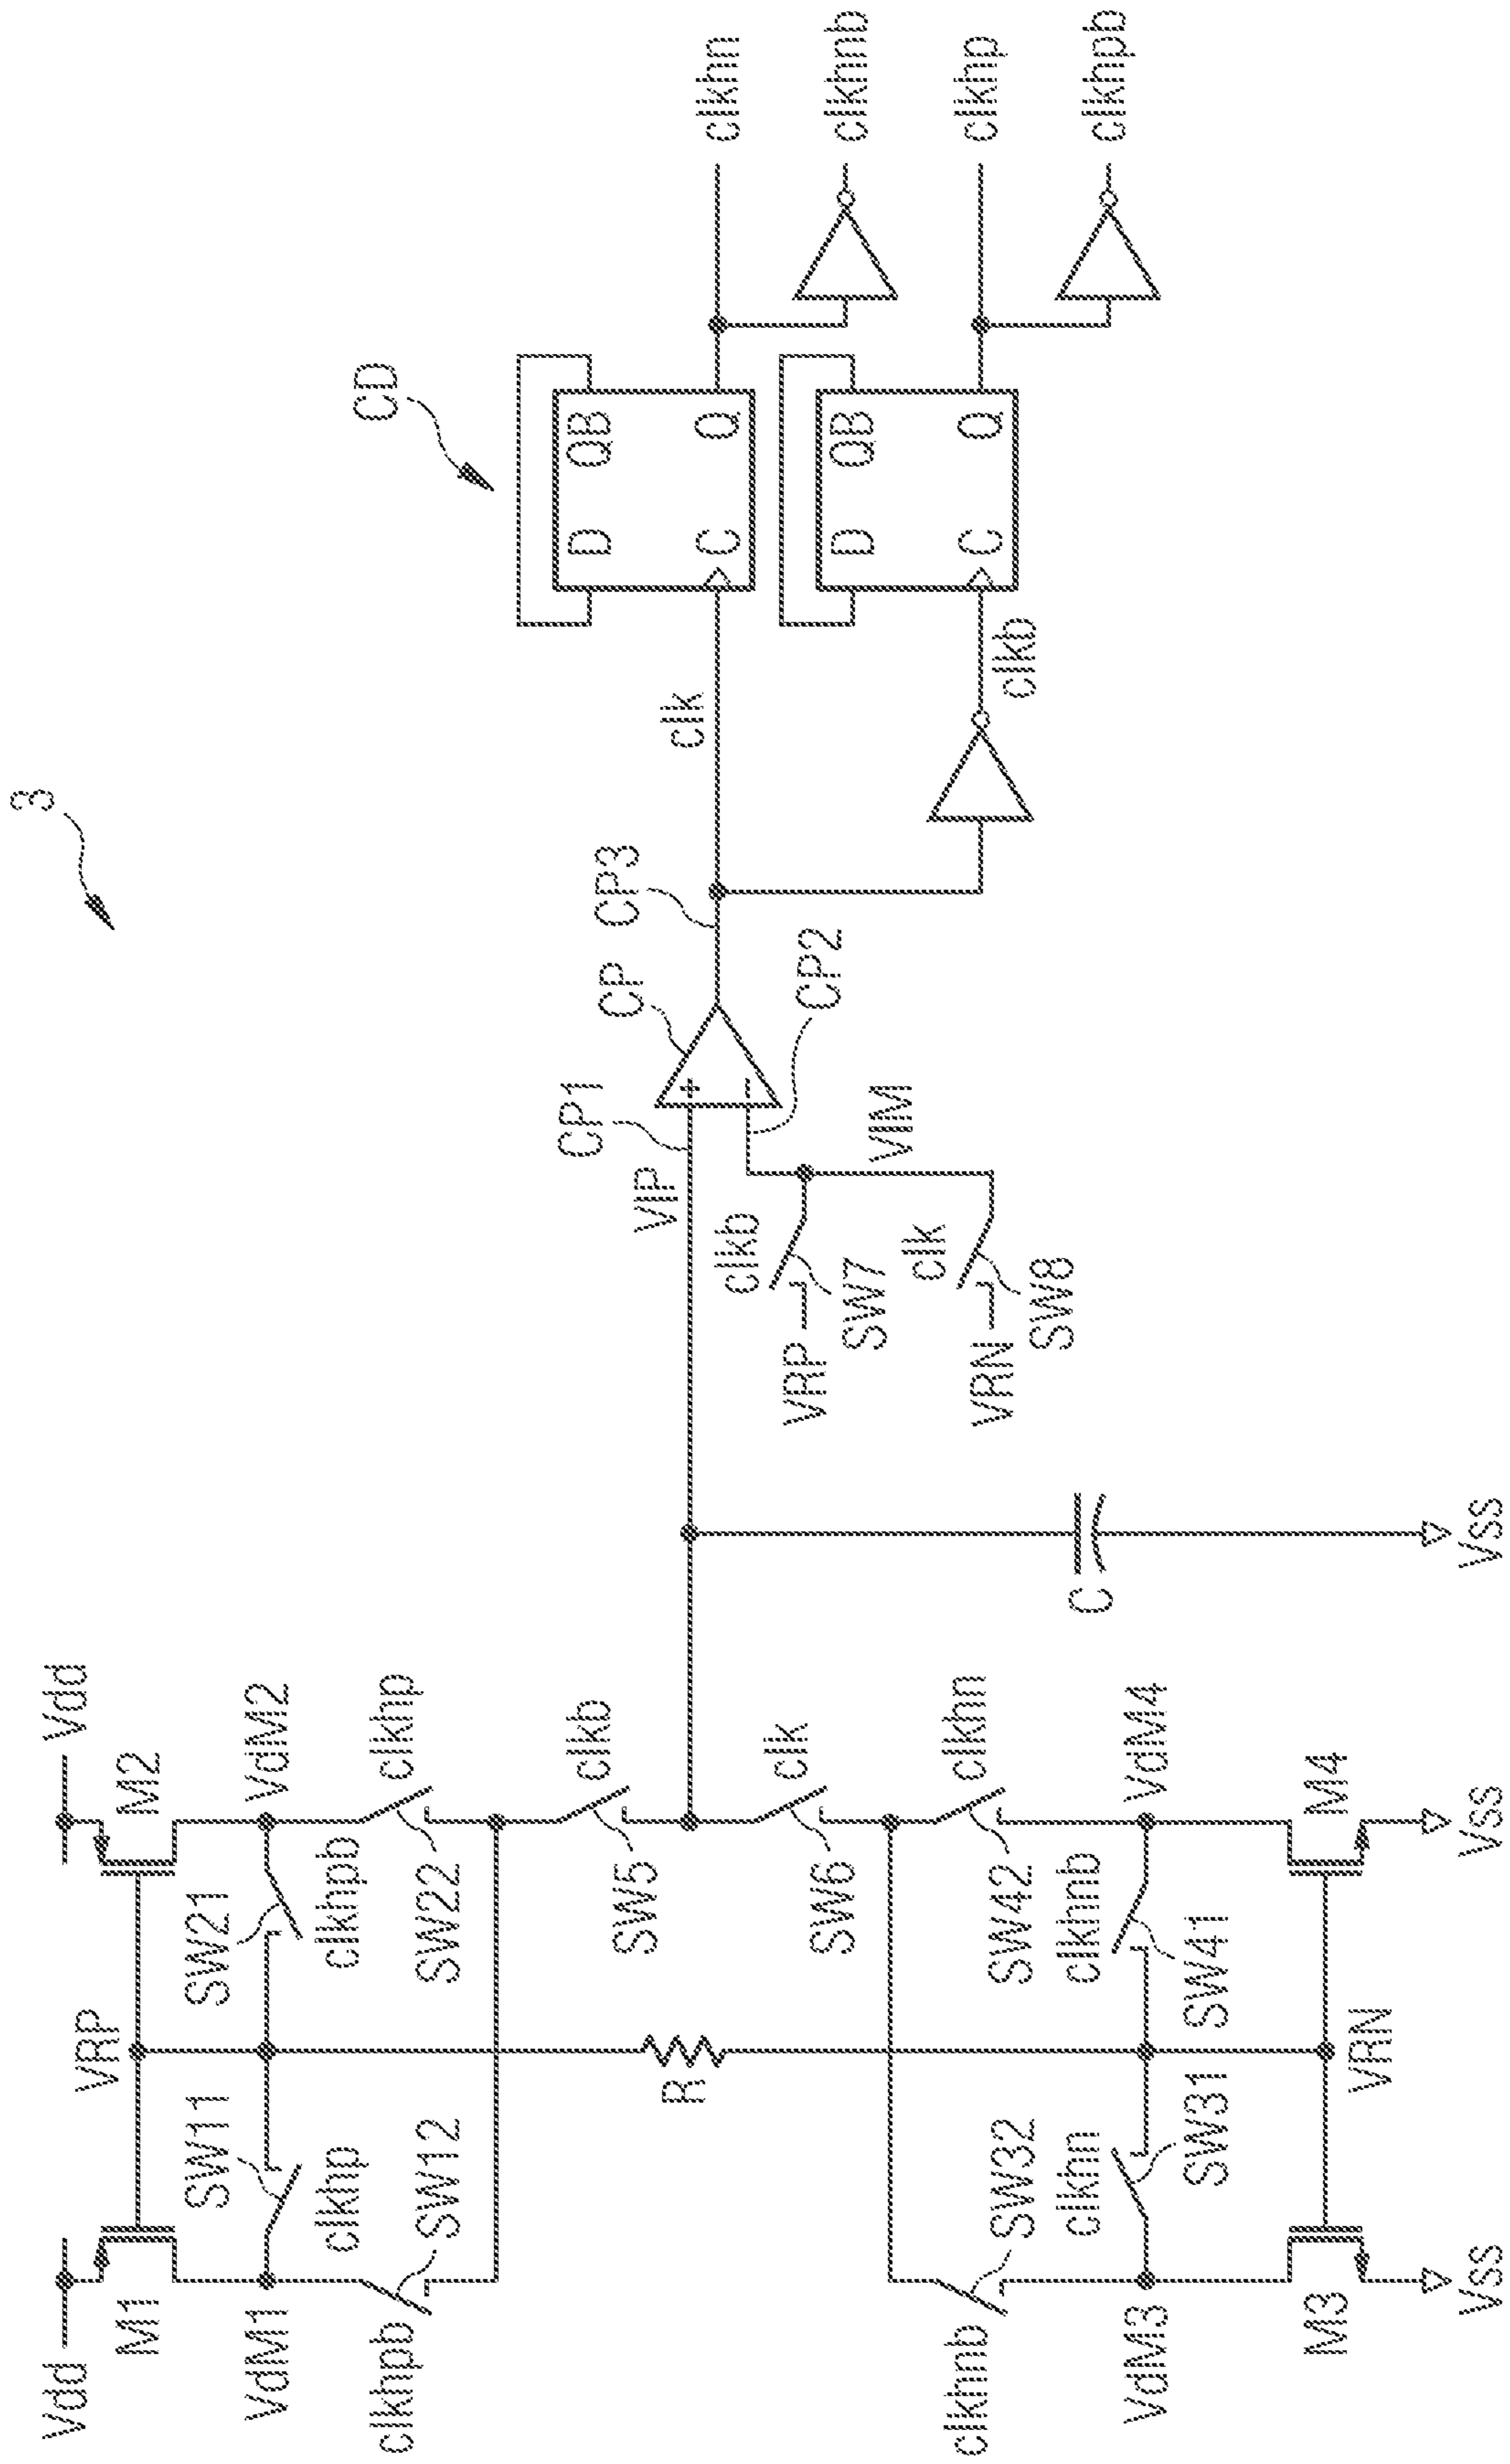 3
Vdd
M1
VdM1
clkhpb
SW12
SW11
clkhp
VRP
Vdd
M2
VdM2
SW21
clkhpb
clkhp
SW22
clkb
SW5
R
clk
SW6
clkhn
SW42
VdM4
clkhnb
SW41
M4
Vss
VRN
SW32
clkhn
SW31
clkhnb
VdM3
M3
Vss
C
Vss
VIP
CP1
+
−
CP
CP3
CP2
VIM
clkb
SW7
VRP
clk
SW8
VRN
clk
clkb
CD
D
QB
C
Q
D
QB
C
Q
clkhn
clkhnb
clkhp
clkhpb